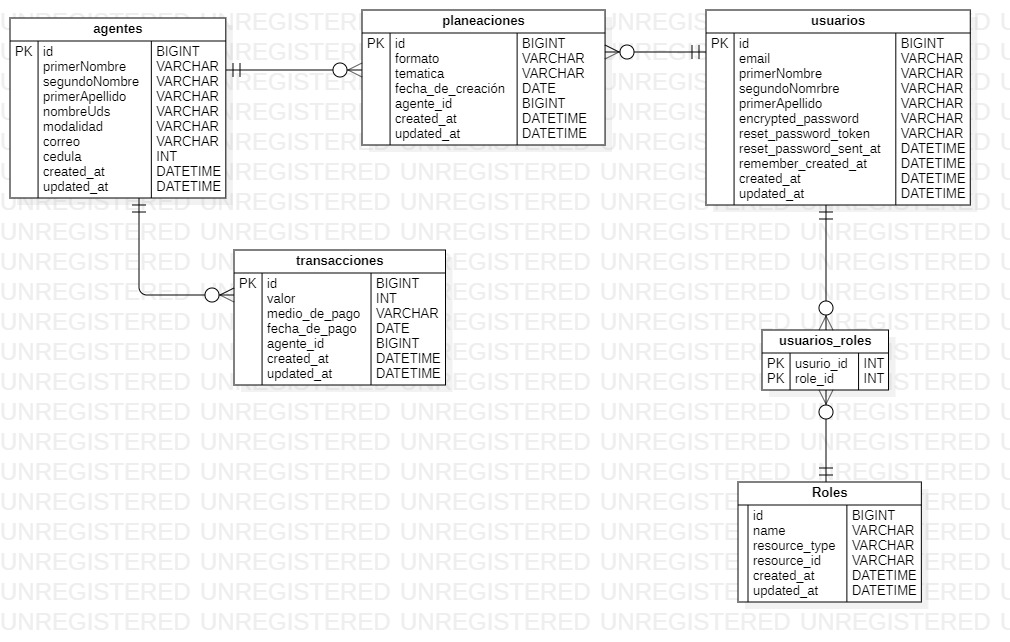 agentes
PK id BIGINT
primerNombre VARCHAR
segundoNombre VARCHAR
primerApellido VARCHAR
nombreUds VARCHAR
modalidad VARCHAR
correo VARCHAR
cedula INT
created_at DATETIME
updated_at DATETIME
planeaciones
PK id BIGINT
formato VARCHAR
tematica VARCHAR
fecha_de_creación DATE
agente_id BIGINT
created_at DATETIME
updated_at DATETIME
usuarios
PK id BIGINT
email VARCHAR
primerNombre VARCHAR
segundoNomrbre VARCHAR
primerApellido VARCHAR
encrypted_password VARCHAR
reset_password_token VARCHAR
reset_password_sent_at DATETIME
remember_created_at DATETIME
created_at DATETIME
updated_at DATETIME
transacciones
PK id BIGINT
valor INT
medio_de_pago VARCHAR
fecha_de_pago DATE
agente_id BIGINT
created_at DATETIME
updated_at DATETIME
usuarios_roles
PK usurio_id INT
PK role_id INT
Roles
id BIGINT
name VARCHAR
resource_type VARCHAR
resource_id VARCHAR
created_at DATETIME
updated_at DATETIME
UNREGISTERED